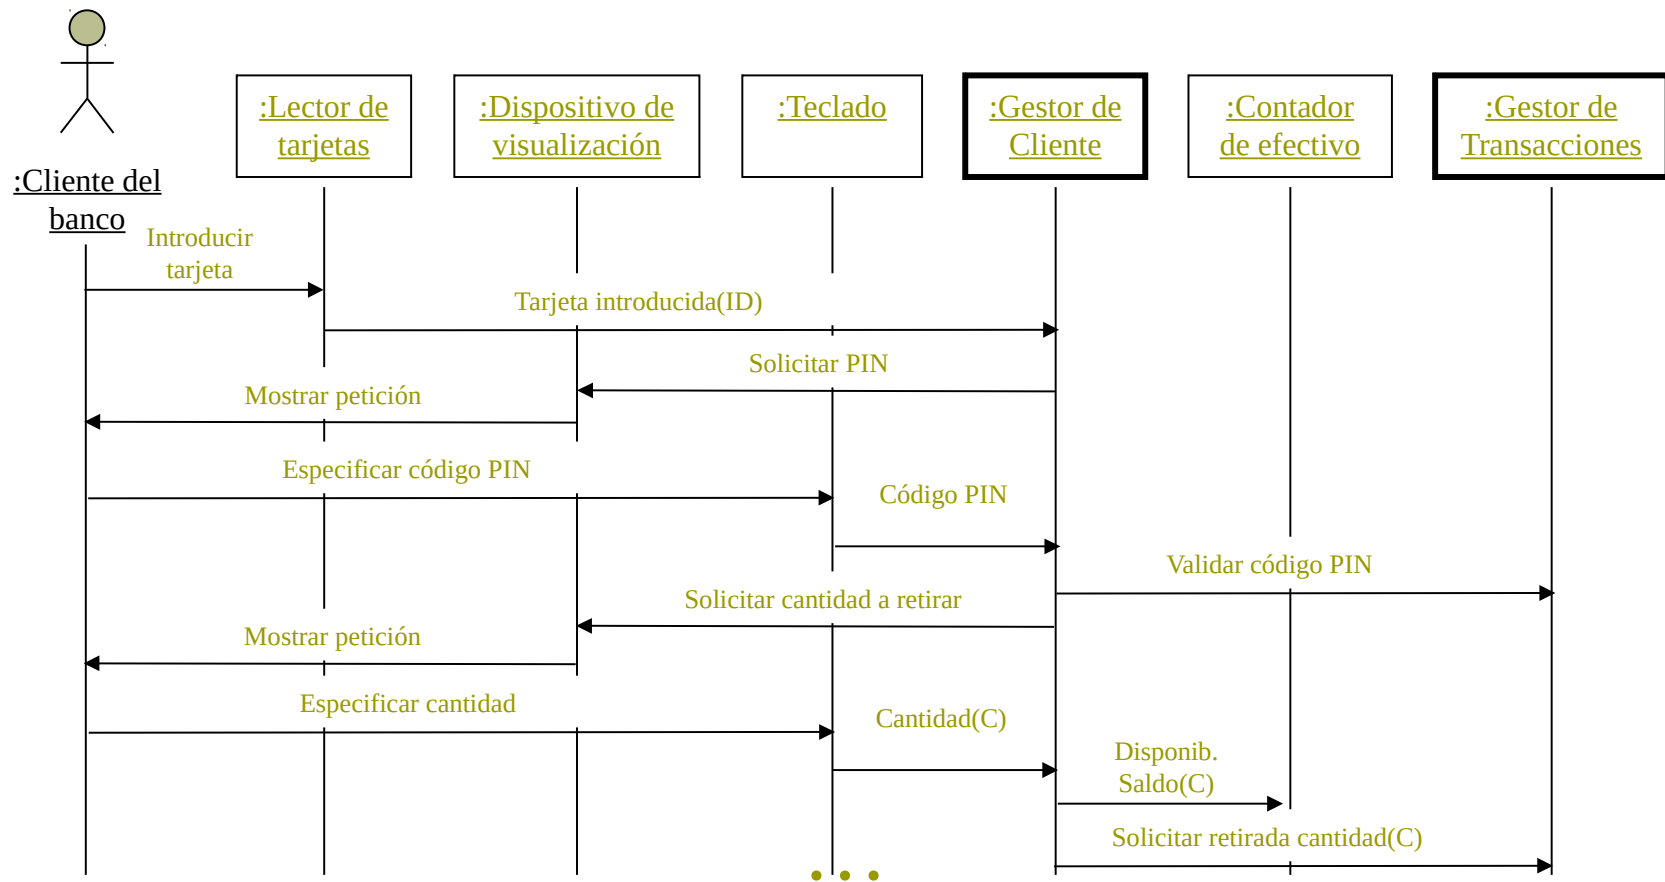 :Lector de
tarjetas
:Dispositivo de
visualización
:Teclado
:Gestor de
Cliente
:Contador
de efectivo
:Gestor de
Transacciones
:Cliente del
banco
Introducir
tarjeta
Tarjeta introducida(ID)
Solicitar PIN
Mostrar petición
Especificar código PIN
Código PIN
Validar código PIN
Solicitar cantidad a retirar
Mostrar petición
Especificar cantidad
Cantidad(C)
Disponib.
Saldo(C)
Solicitar retirada cantidad(C)
...